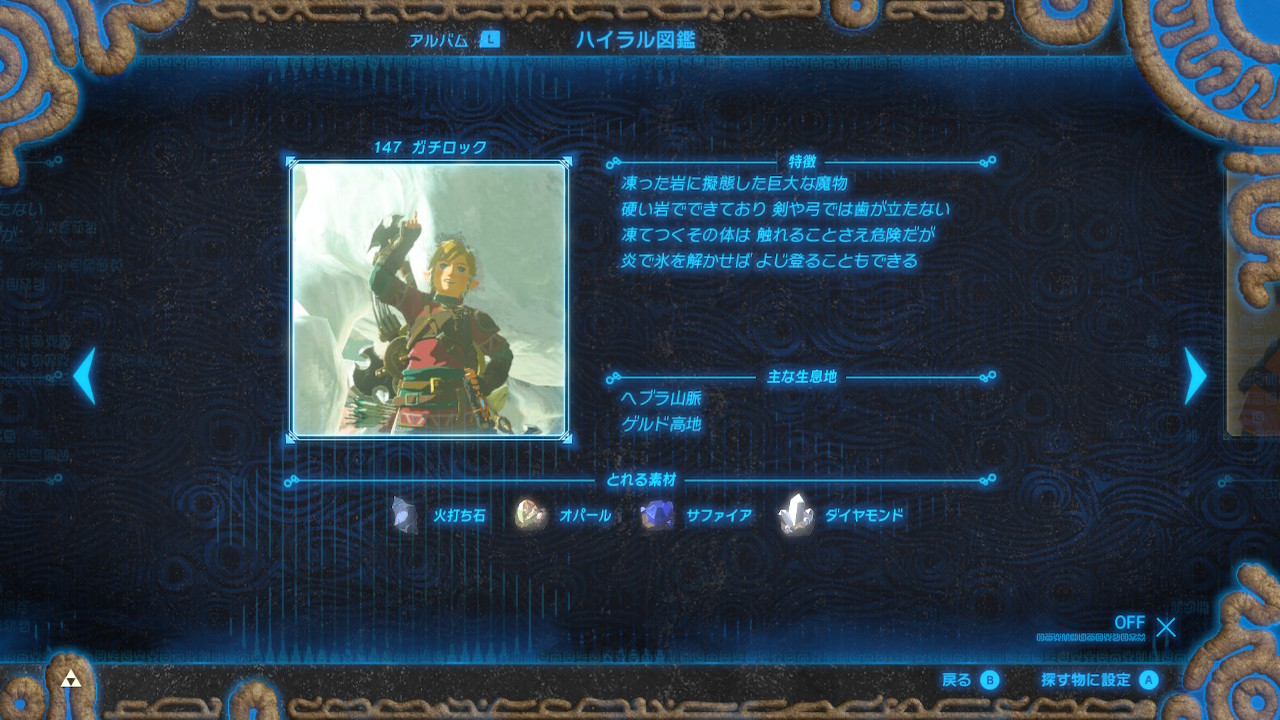 アルバム L
ハイラル図鑑
147 ガチロック
特徴
凍った岩に擬態した巨大な魔物
硬い岩でできており 剣や弓では歯が立たない
凍てつくその体は 触れることさえ危険だが
炎で氷を解かせば よじ登ることもできる
主な生息地
ヘブラ山脈
ゲルド高地
とれる素材
火打ち石 オパール サファイア ダイヤモンド
OFF
戻る B 探す物に設定 A